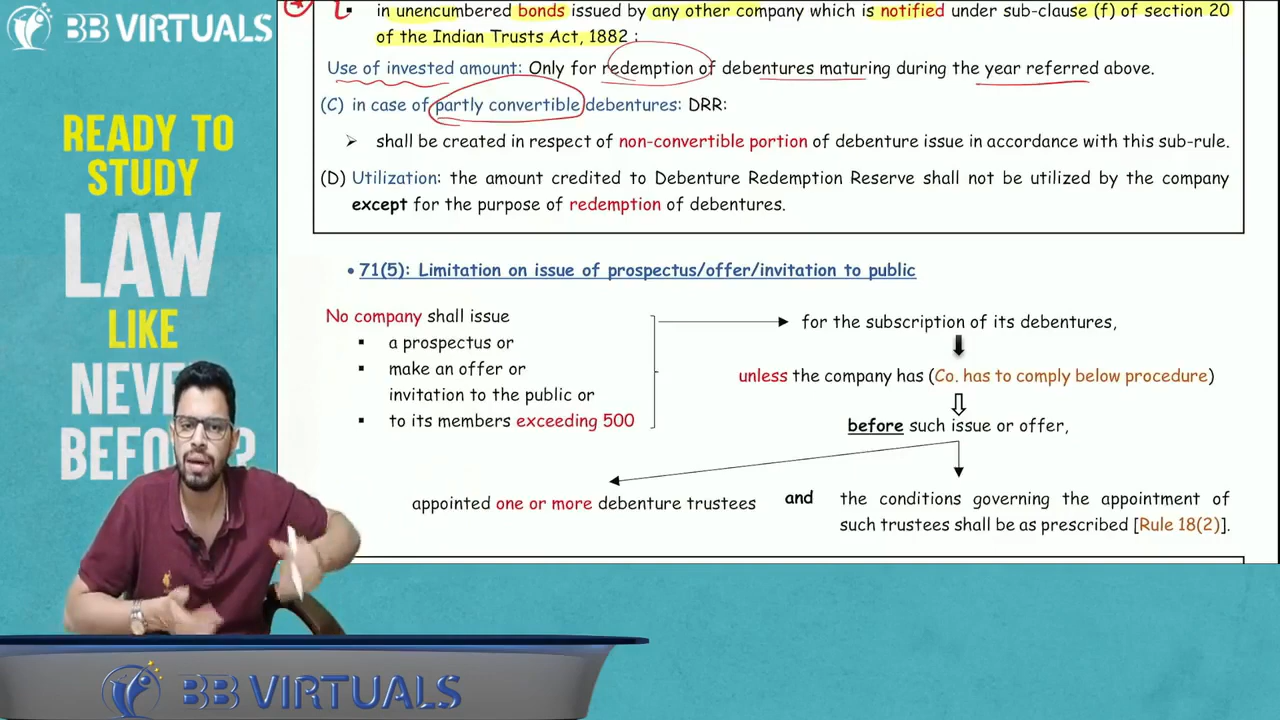 BB VIRTUALS
READY TO
STUDY
LAW
LIKE
NEVE
BEFO ?
▪ in unencumbered bonds issued by any other company which is notified under sub-clause (f) of section 20
of the Indian Trusts Act, 1882 :
Use of invested amount: Only for redemption of debentures maturing during the year referred above.
(C) in case of partly convertible debentures: DRR:
➢ shall be created in respect of non-convertible portion of debenture issue in accordance with this sub-rule.
(D) Utilization: the amount credited to Debenture Redemption Reserve shall not be utilized by the company
except for the purpose of redemption of debentures.
• 71(5): Limitation on issue of prospectus/offer/invitation to public
No company shall issue
▪ a prospectus or
▪ make an offer or
invitation to the public or
▪ to its members exceeding 500
for the subscription of its debentures,
unless the company has (Co. has to comply below procedure)
before such issue or offer,
appointed one or more debenture trustees
and
the conditions governing the appointment of
such trustees shall be as prescribed [Rule 18(2)].
BB VIRTUALS